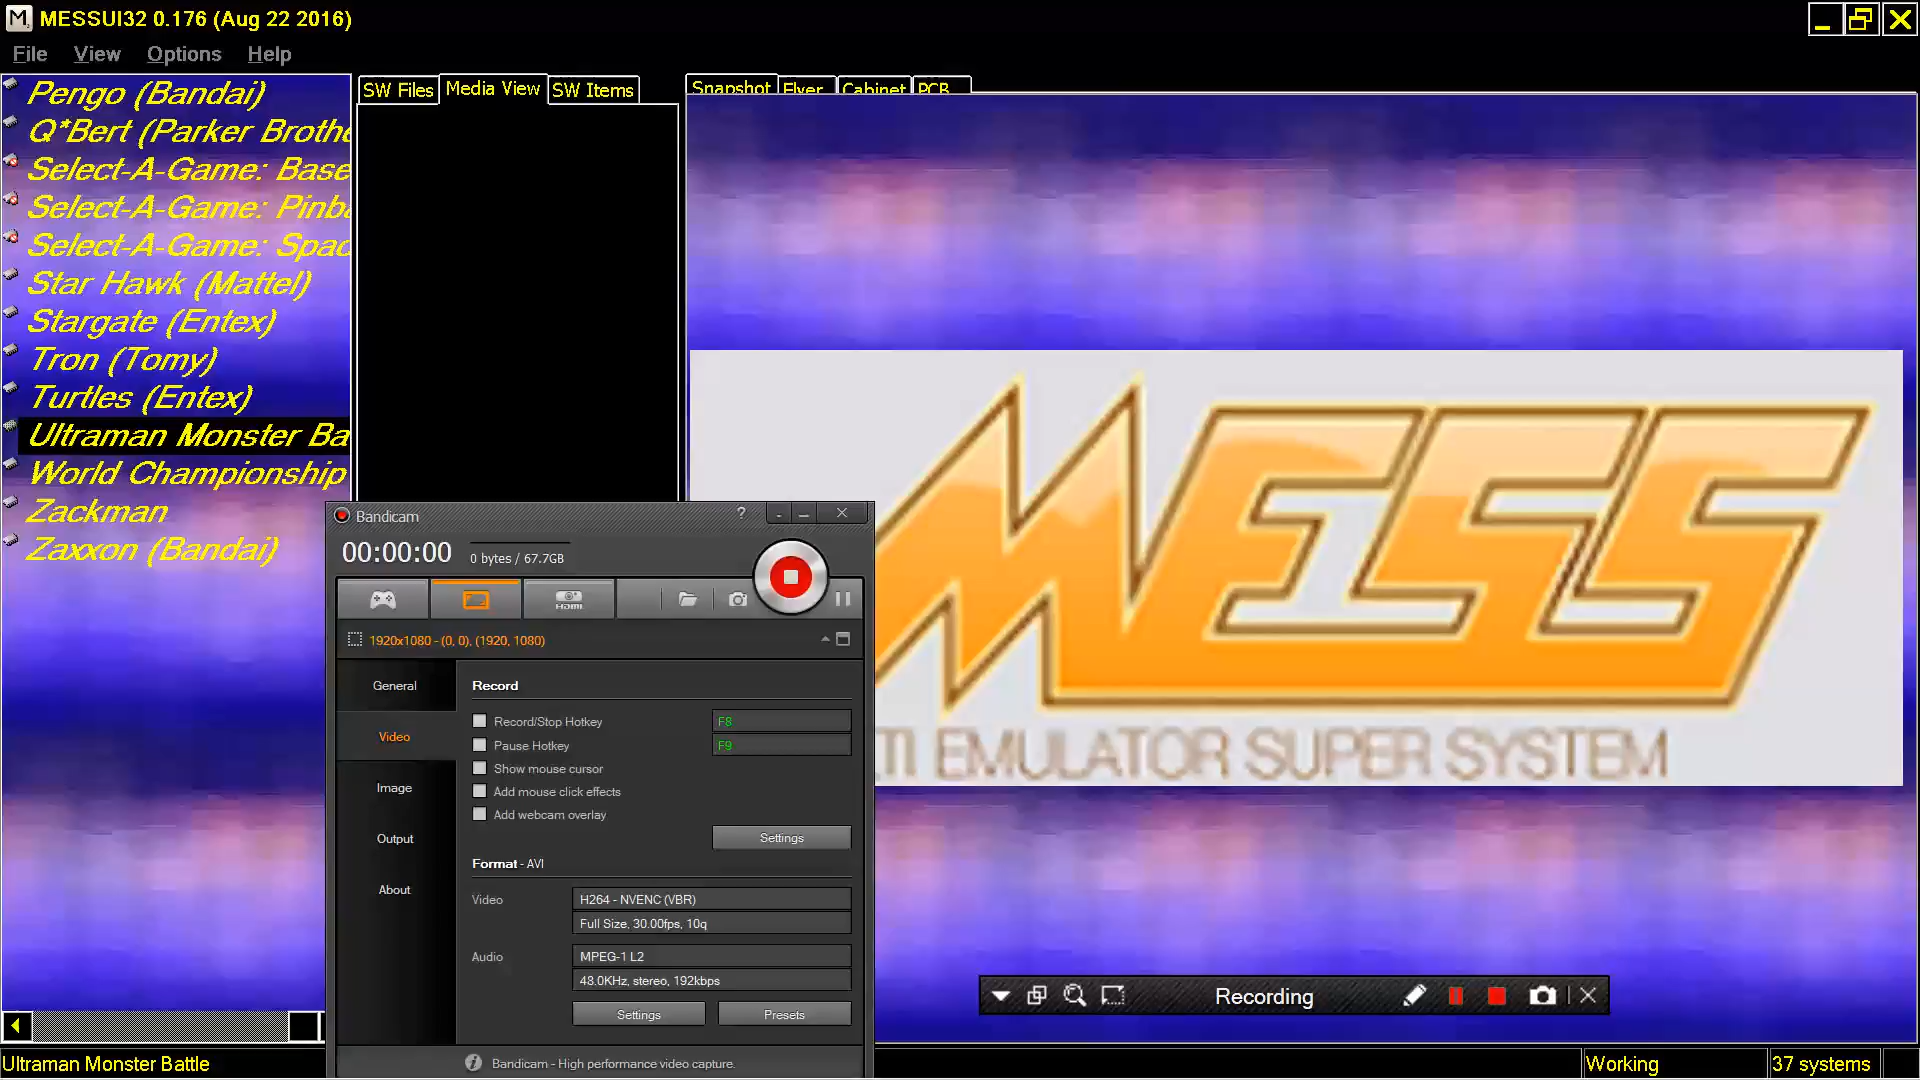 MESSUI32 0.176 (Aug 22 2016)
File View Options Help
Pengo (Bandai)
Q*Bert (Parker Brothe
Select-A-Game: Base
Select-A-Game: Pinba
Select-A-Game: Spac
Star Hawk (Mattel)
Stargate (Entex)
Tron (Tomy)
Turtles (Entex)
Ultraman Monster Ba
World Championship
Zackman
Zaxxon (Bandai)
SW Files Media View SW Items
Snapshot Flyer Cabinet PCB
MESS
LTI EMULATOR SUPER SYSTEM
Bandicam ?
00:00:00 0 bytes / 67.7GB
HDMI
1920x1080 - (0, 0), (1920, 1080)
General
Video
Image
Output
About
Record
Record/Stop Hotkey F8
Pause Hotkey F9
Show mouse cursor
Add mouse click effects
Add webcam overlay
Settings
Format - AVI
Video H264 - NVENC (VBR)
Full Size, 30.00fps, 10q
Audio MPEG-1 L2
48.0KHz, stereo, 192kbps
Settings Presets
Bandicam - High performance video capture.
Recording
Ultraman Monster Battle
Working
37 systems